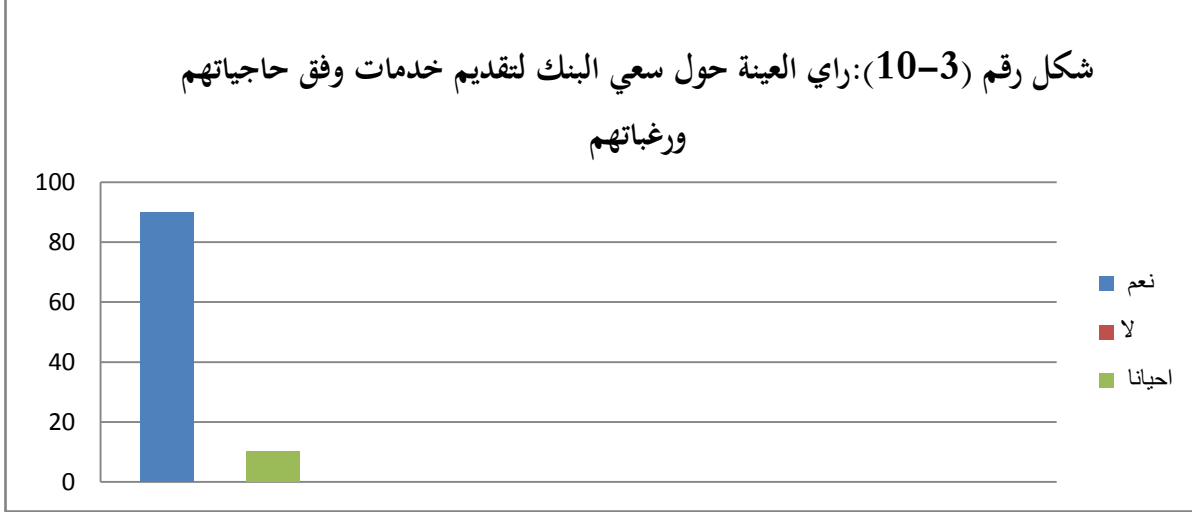 شكل رقم (3-10):راي العينة حول سعي البنك لتقديم خدمات وفق حاجياتهم
ورغباتهم
100
80
60
40
20
0
نعم
لا
احيانا